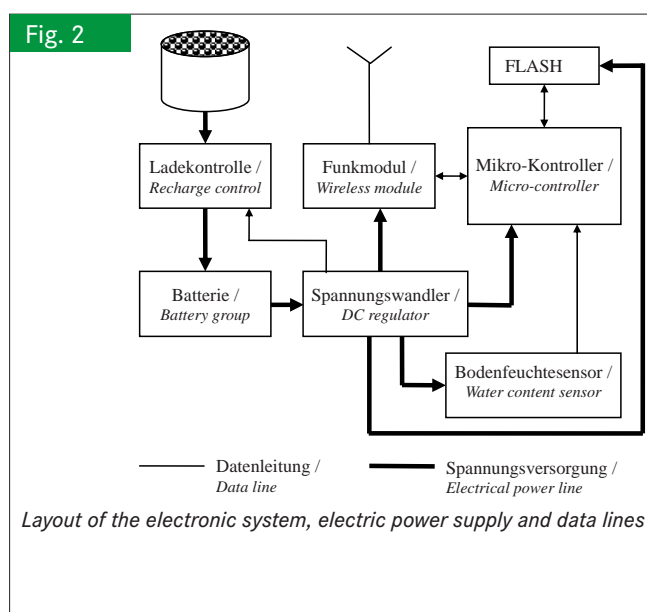 Fig. 2
FLASH
Ladekontrolle /
Recharge control
Funkmodul /
Wireless module
Mikro-Kontroller /
Micro-controller
Batterie /
Battery group
Spannungswandler /
DC regulator
Bodenfeuchtesensor /
Water content sensor
Datenleitung /
Data line
Spannungsversorgung /
Electrical power line
Layout of the electronic system, electric power supply and data lines